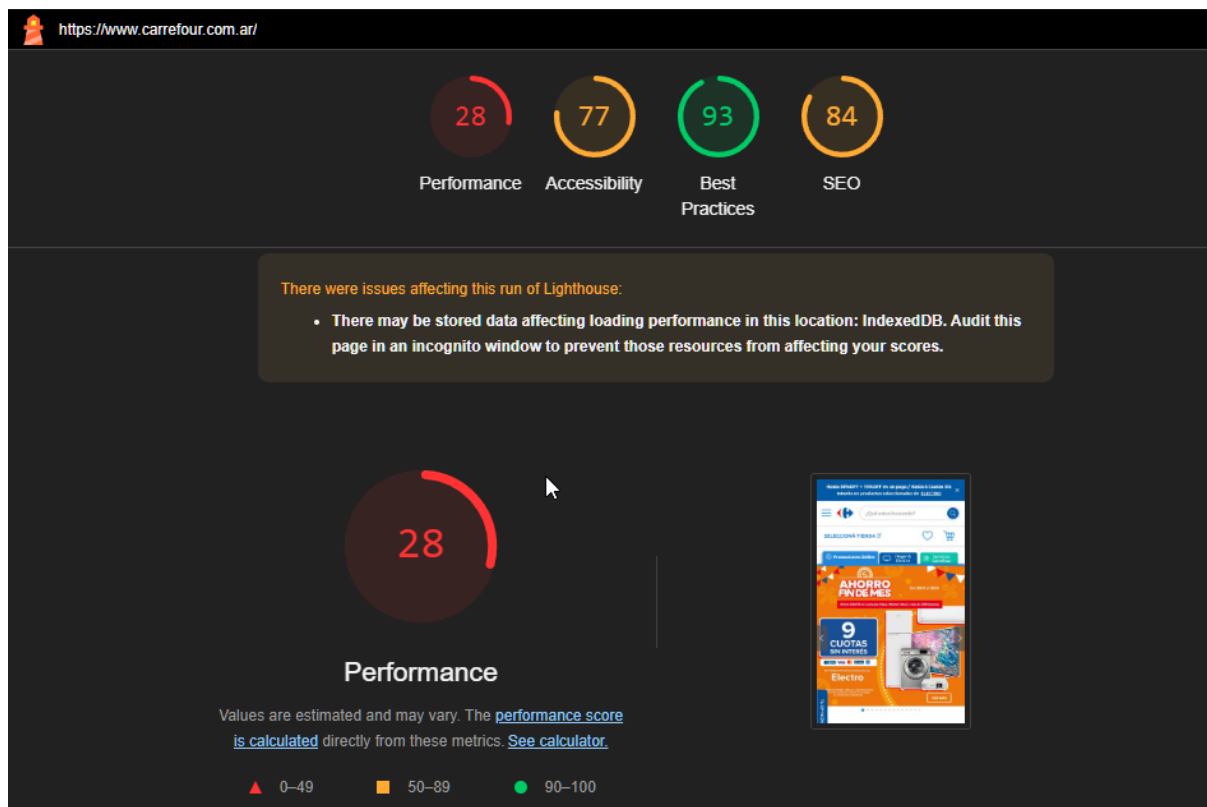 https://www.carrefour.com.ar/
28
77
93
84
Performance
Accessibility
Best
Practices
SEO
There were issues affecting this run of Lighthouse:
• There may be stored data affecting loading performance in this location: IndexedDB. Audit this
page in an incognito window to prevent those resources from affecting your scores.
28
Performance
Values are estimated and may vary. The performance score
is calculated directly from these metrics. See calculator.
0–49
50–89
90–100
SELECCIONÁ TIENDA
AHORRO
FIN DE MES
9
CUOTAS
SIN INTERÉS
Electro